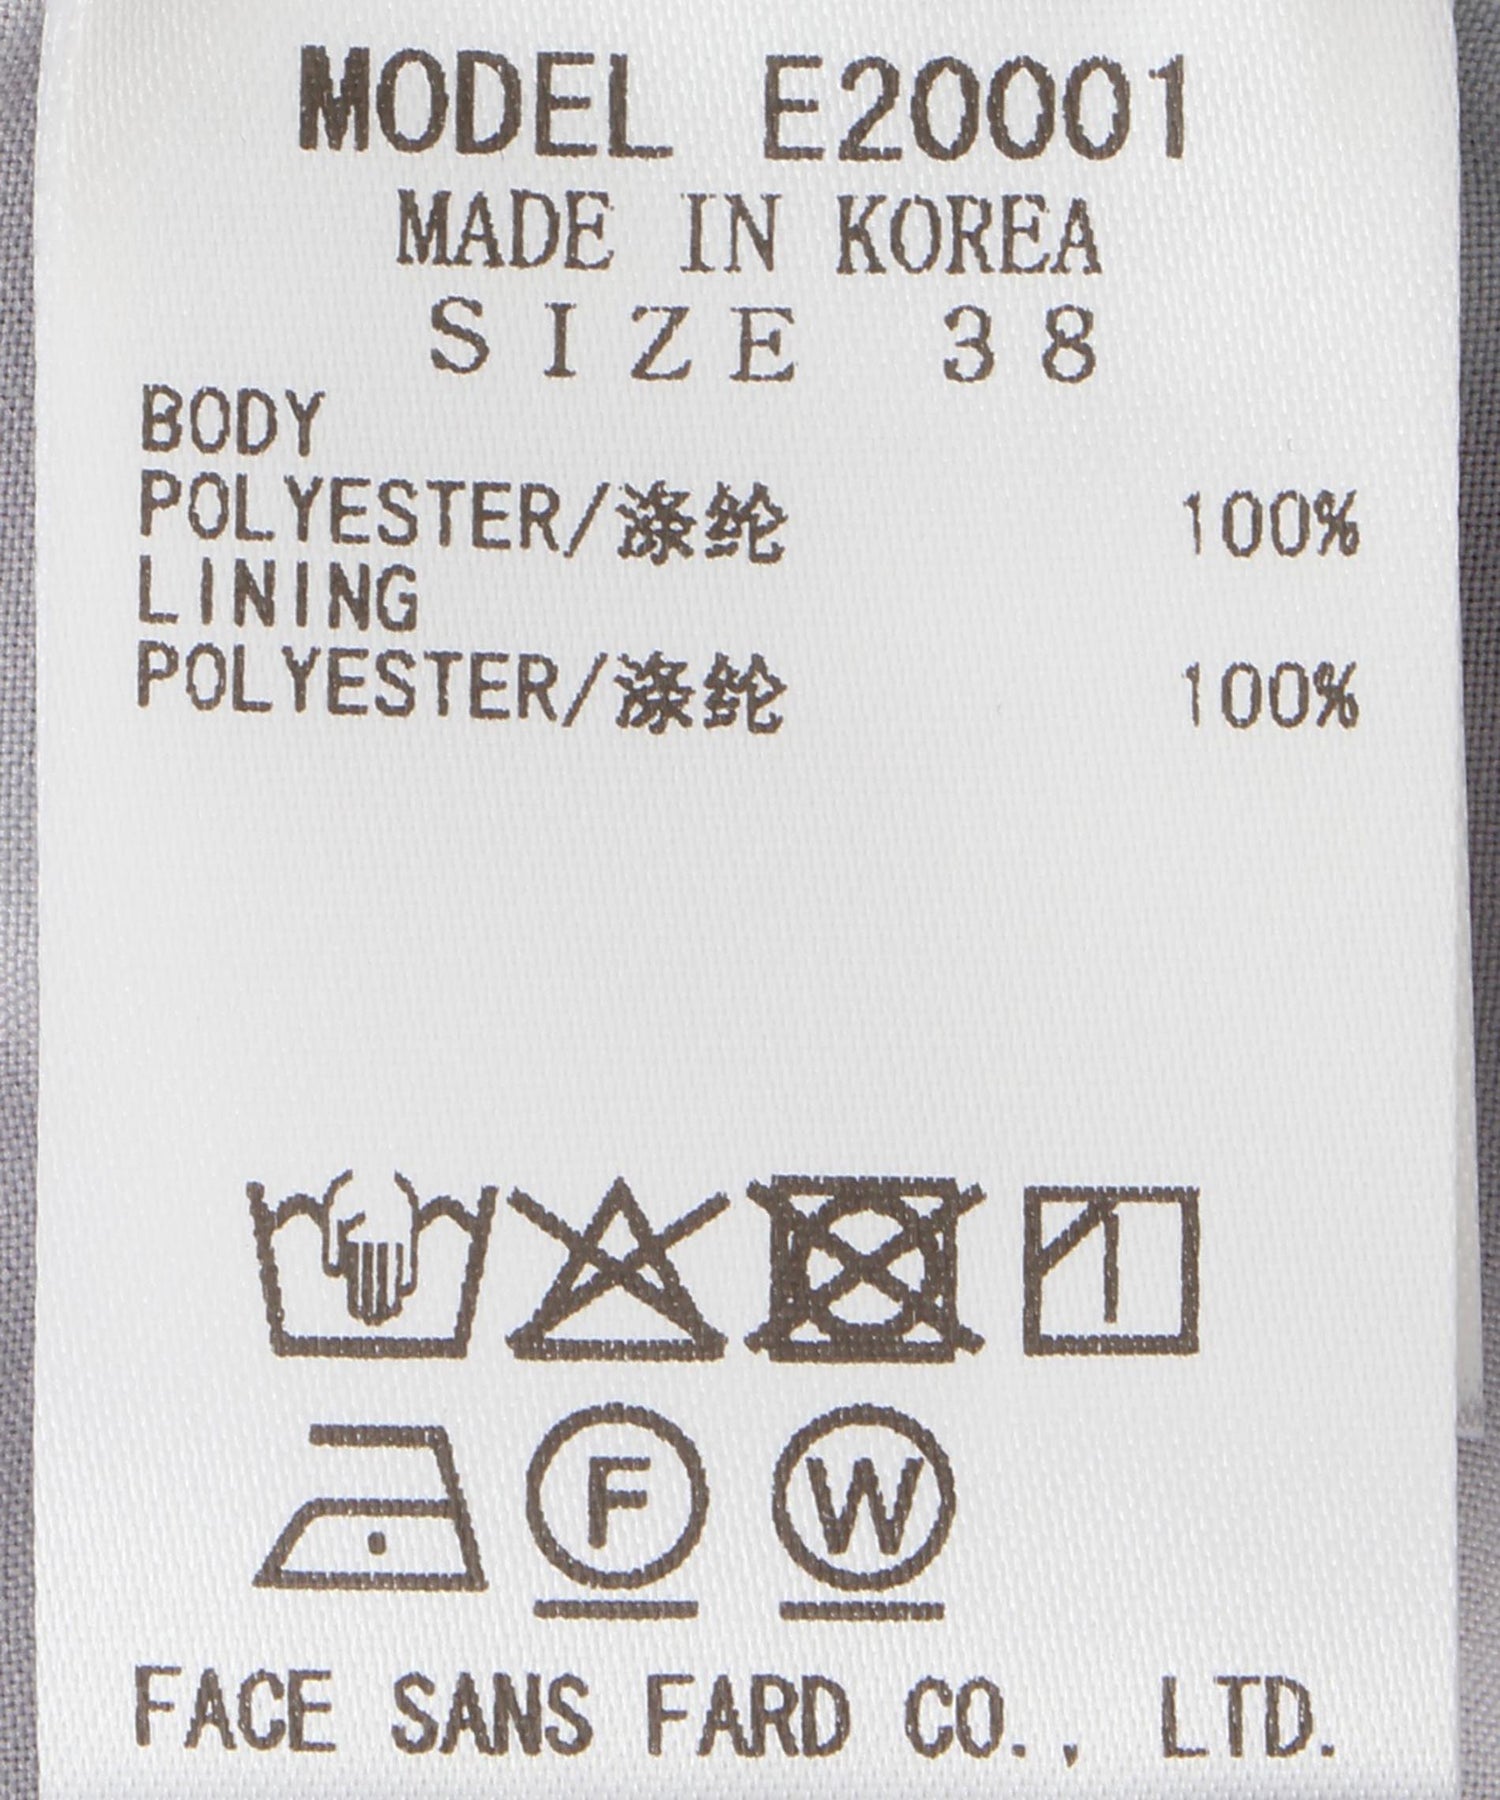 MODEL E20001
MADE IN KOREA
SIZE 38
BODY
POLYESTER/涤纶 100%
LINING
POLYESTER/涤纶 100%
F W
FACE SANS FARD CO., LTD.